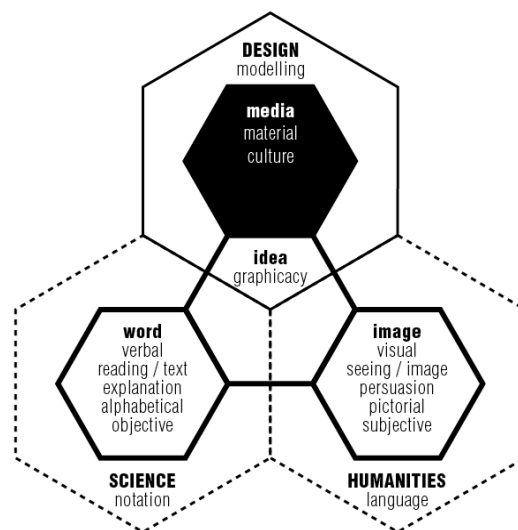 DESIGN
modelling
media
material
culture
idea
graphicacy
word
verbal
reading / text
explanation
alphabetical
objective
image
visual
seeing / image
persuasion
pictorial
subjective
SCIENCE
notation
HUMANITIES
language